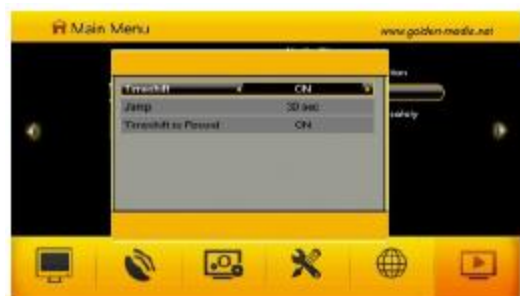 Main Menu
www.golden-media.net
Timeshift ON
Jump 30 sec
Timeshift to Record ON